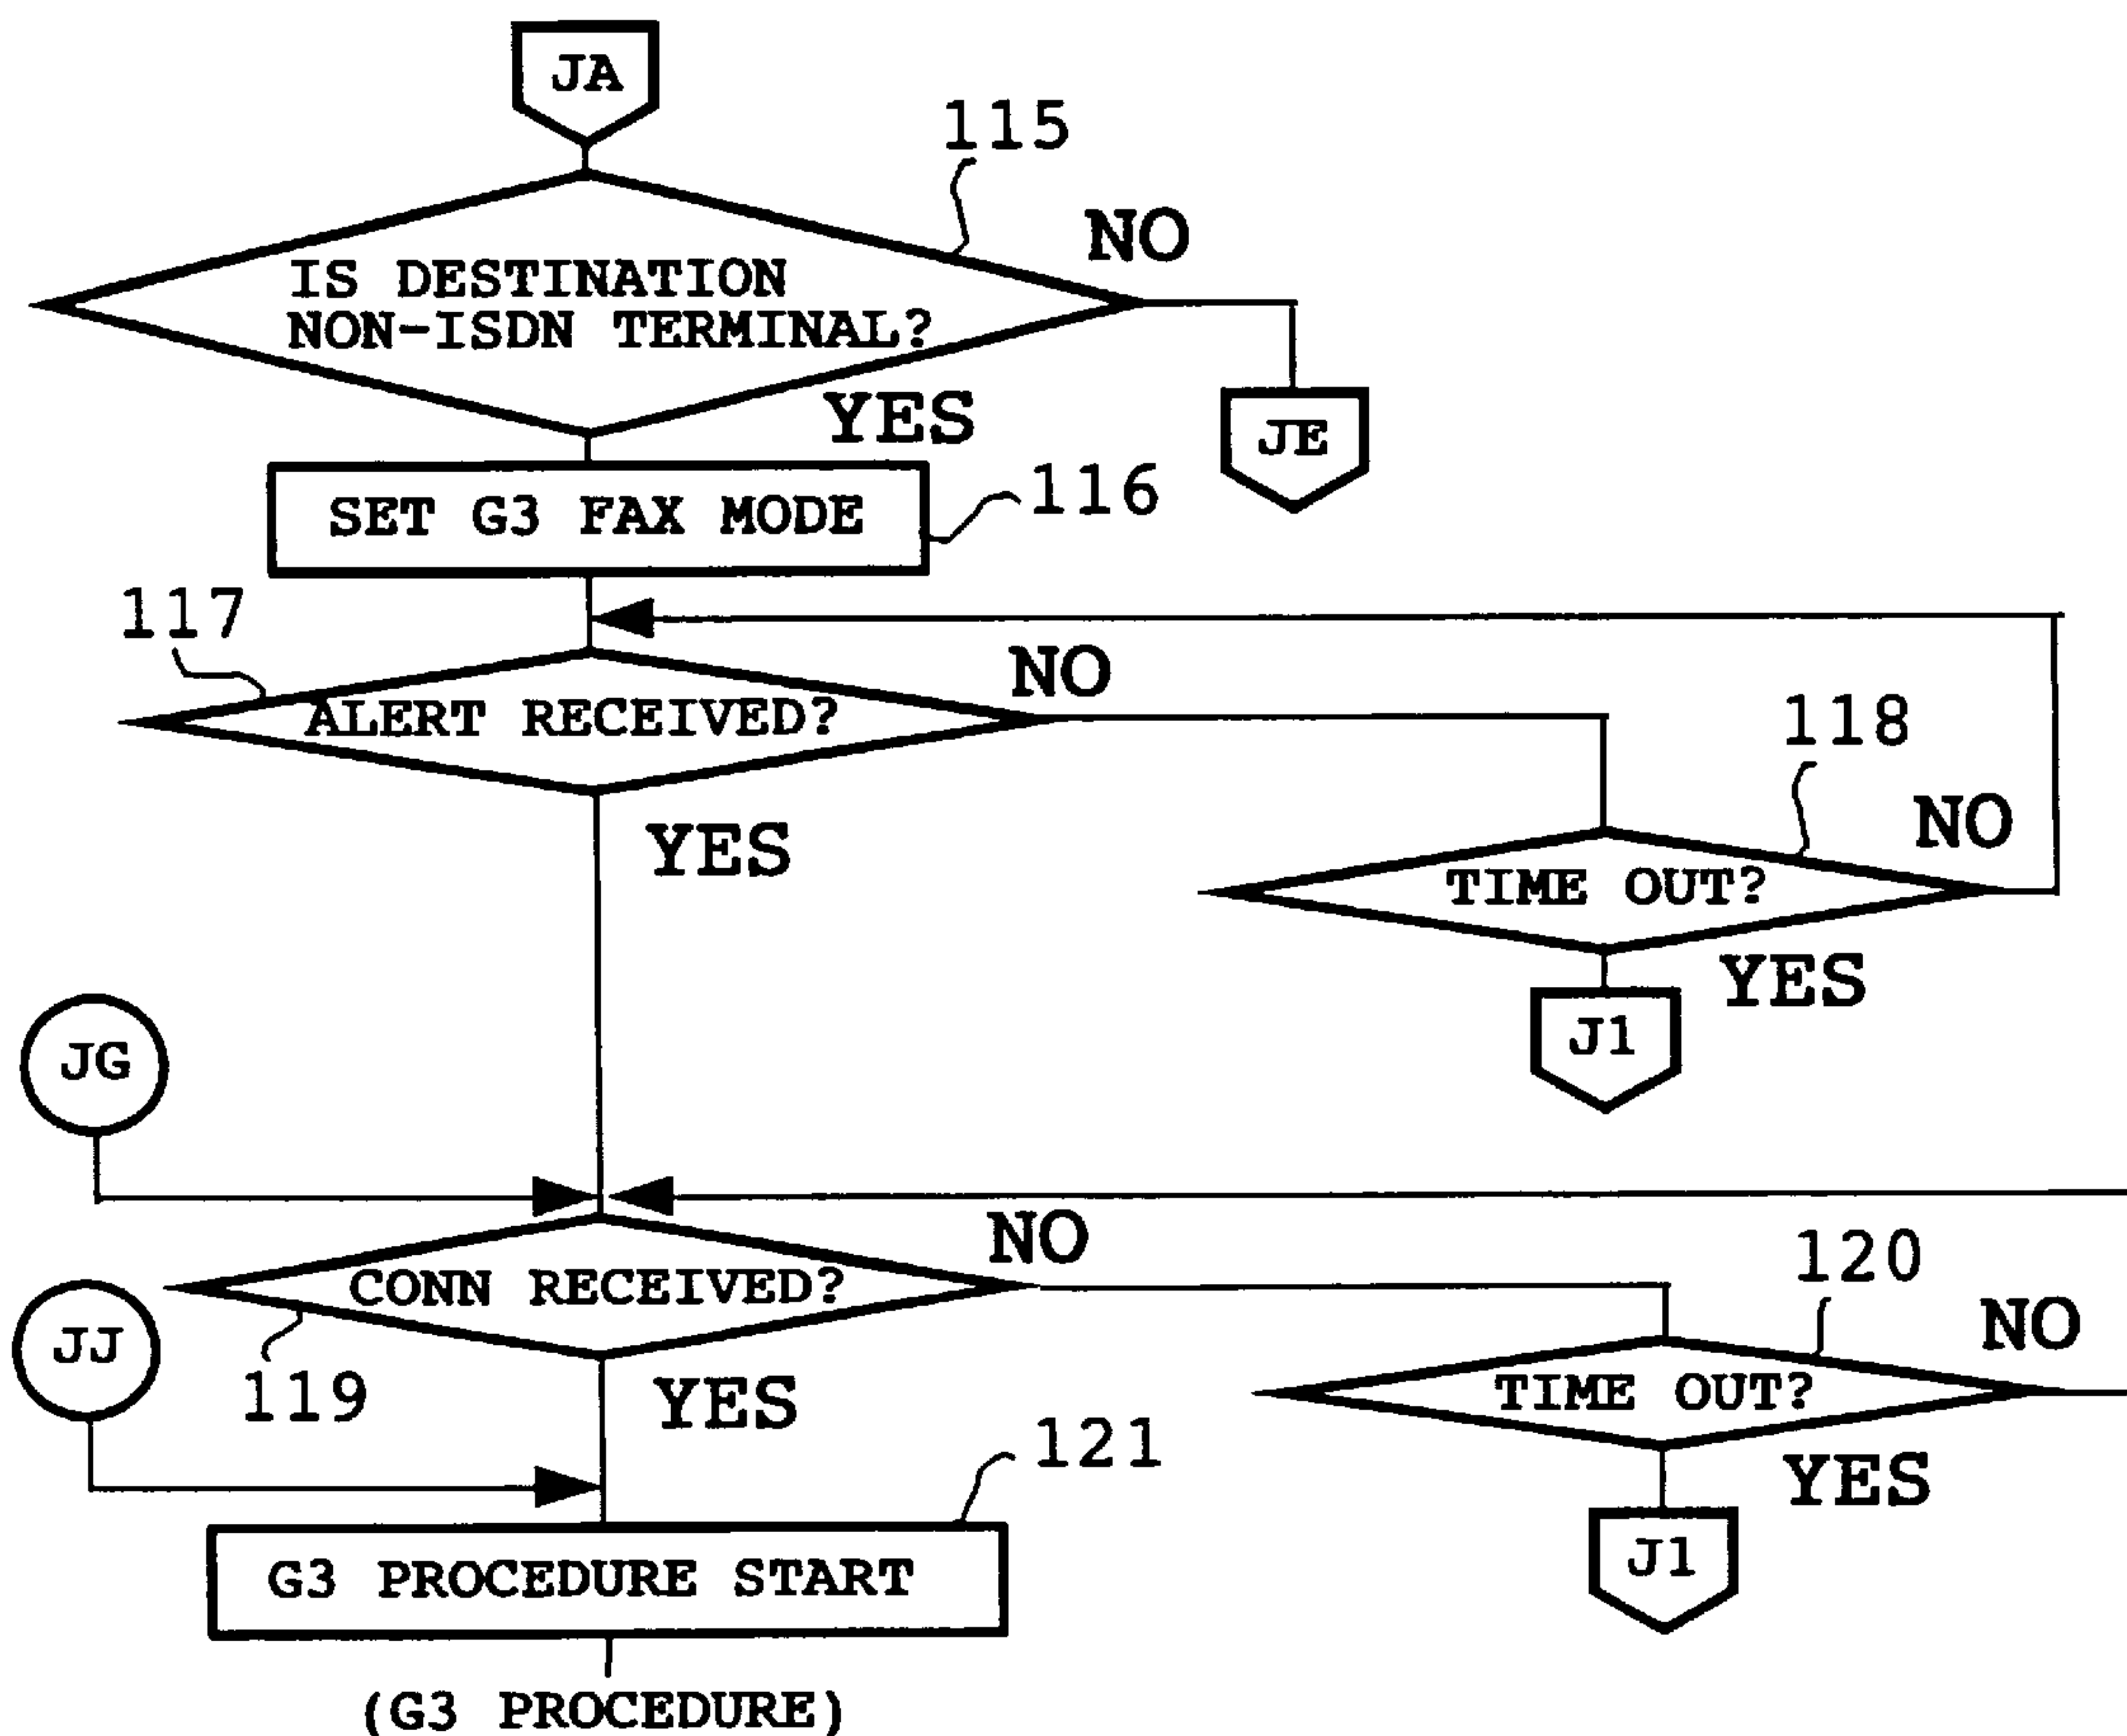 JA
115
NO
IS DESTINATION
NON-ISDN TERMINAL?
YES
JE
SET G3 FAX MODE
116
117
NO
ALERT RECEIVED?
118
NO
YES
TIME OUT?
YES
J1
JG
NO
CONN RECEIVED?
120
NO
JJ
119
YES
TIME OUT?
121
YES
G3 PROCEDURE START
J1
(G3 PROCEDURE)